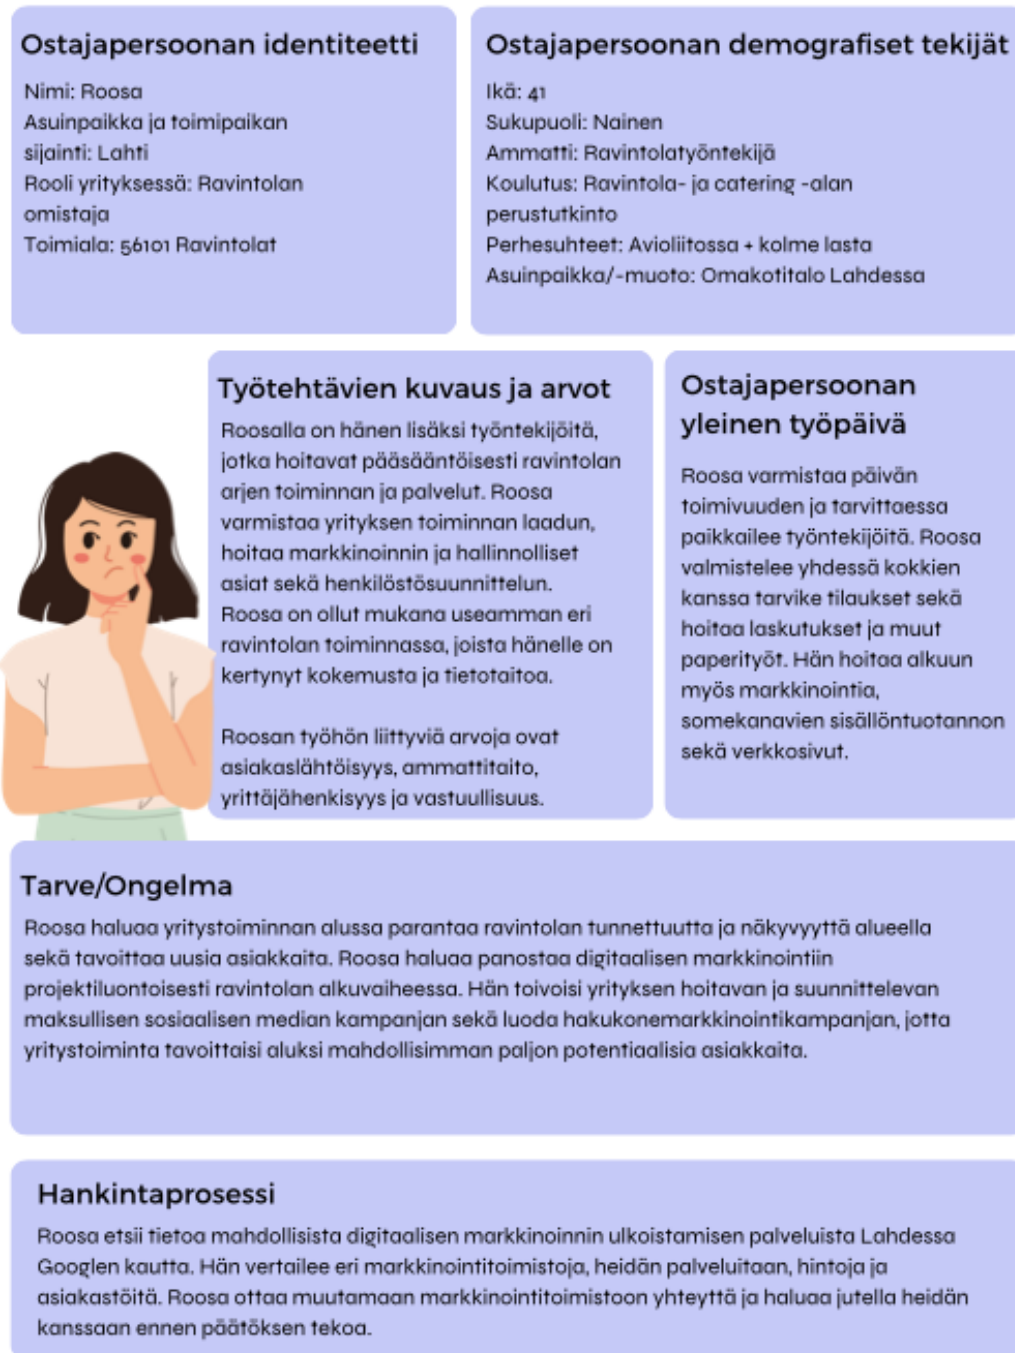 Ostajapersoonan identiteetti
Nimi: Roosa
Asuinpaikka ja toimipaikan
sijainti: Lahti
Rooli yrityksessä: Ravintolan
omistaja
Toimiala: 56101 Ravintolat
Ostajapersoonan demografiset tekijät
Ikä: 41
Sukupuoli: Nainen
Ammatti: Ravintolatyöntekijä
Koulutus: Ravintola- ja catering -alan
perustutkinto
Perhesuhteet: Avioliitossa + kolme lasta
Asuinpaikka/-muoto: Omakotitalo Lahdessa
Työtehtävien kuvaus ja arvot
Roosalla on hänen lisäksi työntekijöitä,
jotka hoitavat pääsääntöisesti ravintolan
arjen toiminnan ja palvelut. Roosa
varmistaa yrityksen toiminnan laadun,
hoitaa markkinoinnin ja hallinnolliset
asiat sekä henkilöstösuunnittelun.
Roosa on ollut mukana useamman eri
ravintolan toiminnassa, joista hänelle on
kertynyt kokemusta ja tietotaitoa.
Roosan työhön liittyviä arvoja ovat
asiakaslähtöisyys, ammattitaito,
yrittäjähenkisyys ja vastuullisuus.
Ostajapersoonan
yleinen työpäivä
Roosa varmistaa päivän
toimivuuden ja tarvittaessa
paikkailee työntekijöitä. Roosa
valmistelee yhdessä kokkien
kanssa tarvike tilaukset sekä
hoitaa laskutukset ja muut
paperityöt. Hän hoitaa alkuun
myös markkinointia,
somekanavien sisällöntuotannon
sekä verkkosivut.
Tarve/Ongelma
Roosa haluaa yritystoiminnan alussa parantaa ravintolan tunnettuutta ja näkyvyyttä alueella
sekä tavoittaa uusia asiakkaita. Roosa haluaa panostaa digitaalisen markkinointiin
projektiluontoisesti ravintolan alkuvaiheessa. Hän toivoisi yrityksen hoitavan ja suunnittelevan
maksullisen sosiaalisen median kampanjan sekä luoda hakukonemarkkinointikampanjan, jotta
yritystoiminta tavoittaisi aluksi mahdollisimman paljon potentiaalisia asiakkaita.
Hankintaprosessi
Roosa etsii tietoa mahdollisista digitaalisen markkinoinnin ulkoistamisen palveluista Lahdessa
Googlen kautta. Hän vertailee eri markkinointitoimistoja, heidän palveluitaan, hintoja ja
asiakastöitä. Roosa ottaa muutamaan markkinointitoimistoon yhteyttä ja haluaa jutella heidän
kanssaan ennen päätöksen tekoa.